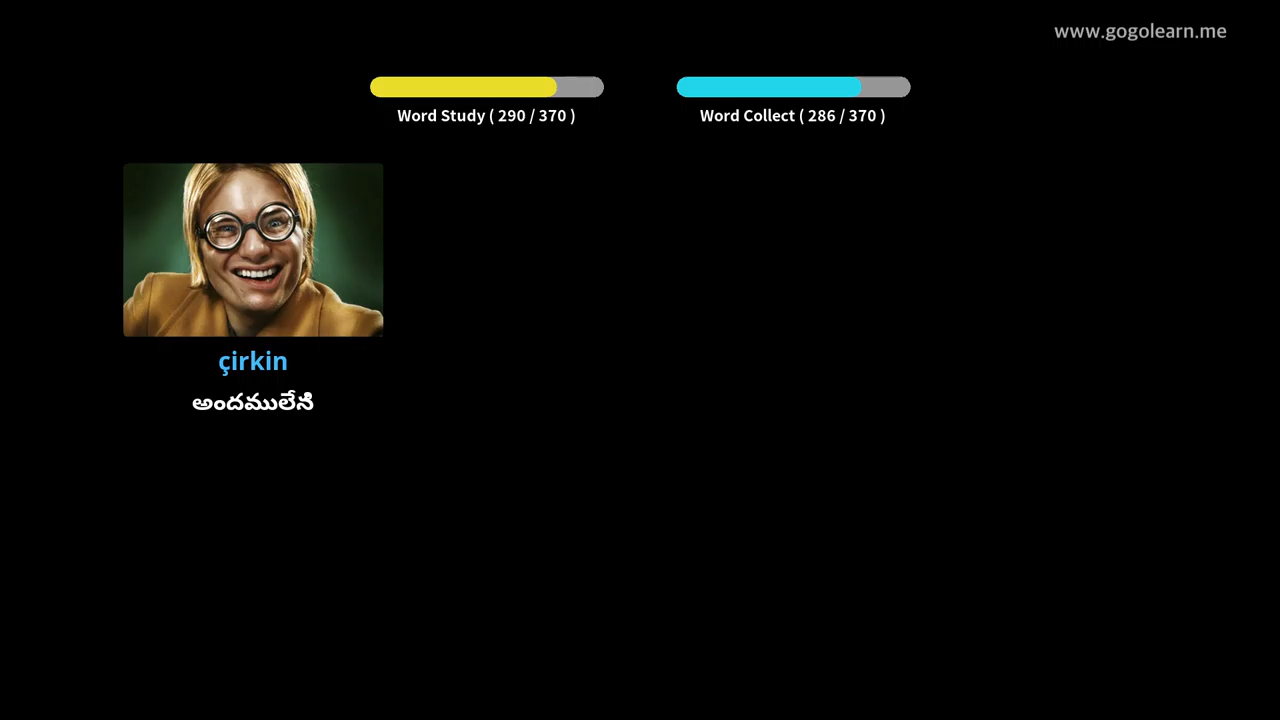 www.gogolearn.me
Word Study ( 290 / 370 )
Word Collect ( 286 / 370 )
çirkin
అందములేని